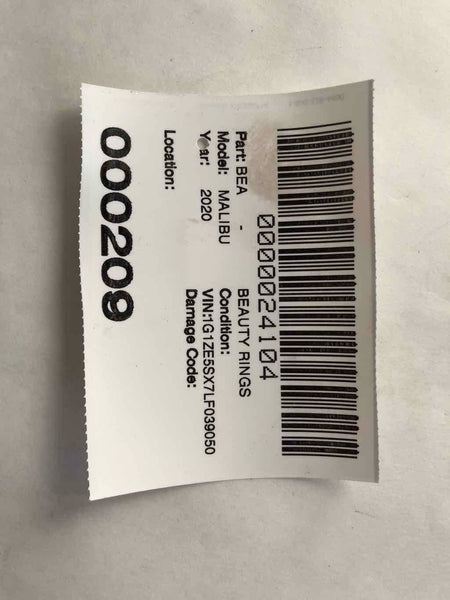 0000024104
Part: BEA - BEAUTY RINGS
Model: MALIBU Condition:
Year: 2020 VIN:1G1ZE5SX7LF039050
Damage Code:
Location:
000209